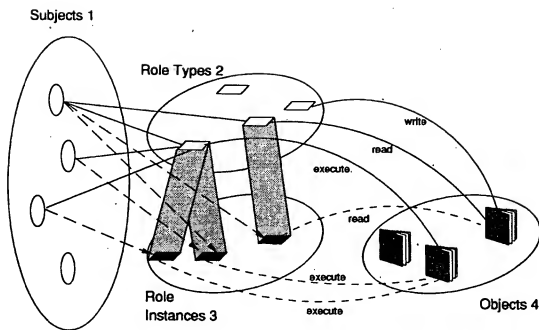 Subjects 1
Role Types 2
write
read
execute.
read
execute
Role
Instances 3
execute
Objects 4